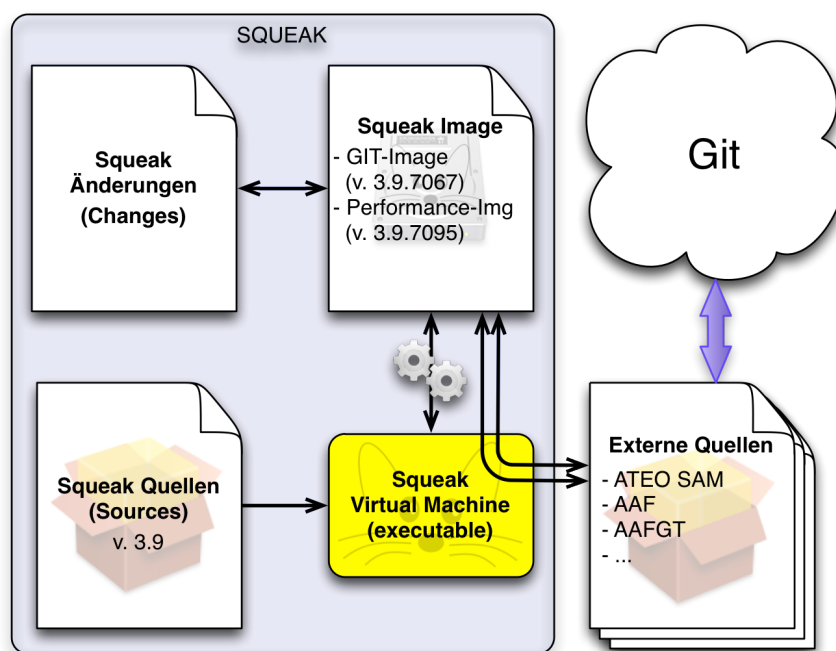 SQUEAK
Squeak
Änderungen
(Changes)
Squeak Image
- GIT-Image
(v. 3.9.7067)
- Performance-Img
(v. 3.9.7095)
Git
Squeak Quellen
(Sources)
v. 3.9
Squeak
Virtual Machine
(executable)
Externe Quellen
- ATEO SAM
- AAF
- AAFGT
- ...